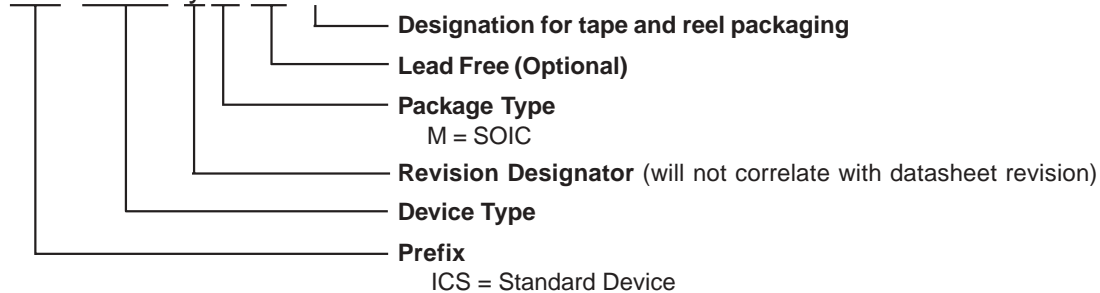 Designation for tape and reel packaging
Lead Free (Optional)
Package Type
M = SOIC
Revision Designator (will not correlate with datasheet revision)
Device Type
Prefix
ICS = Standard Device